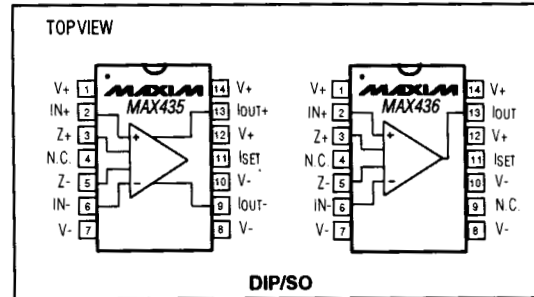 TOP VIEW
V+ 1 MAXIM 14 V+
IN+ 2 MAX435 13 IOUT+
Z+ 3 + 12 V+
N.C. 4 11 ISET
Z- 5 10 V-
IN- 6 − 9 IOUT-
V- 7 8 V-
V+ 1 MAXIM 14 V+
IN+ 2 MAX436 13 IOUT
Z+ 3 + 12 V+
N.C. 4 11 ISET
Z- 5 10 V-
IN- 6 − 9 N.C.
V- 7 8 V-
DIP/SO